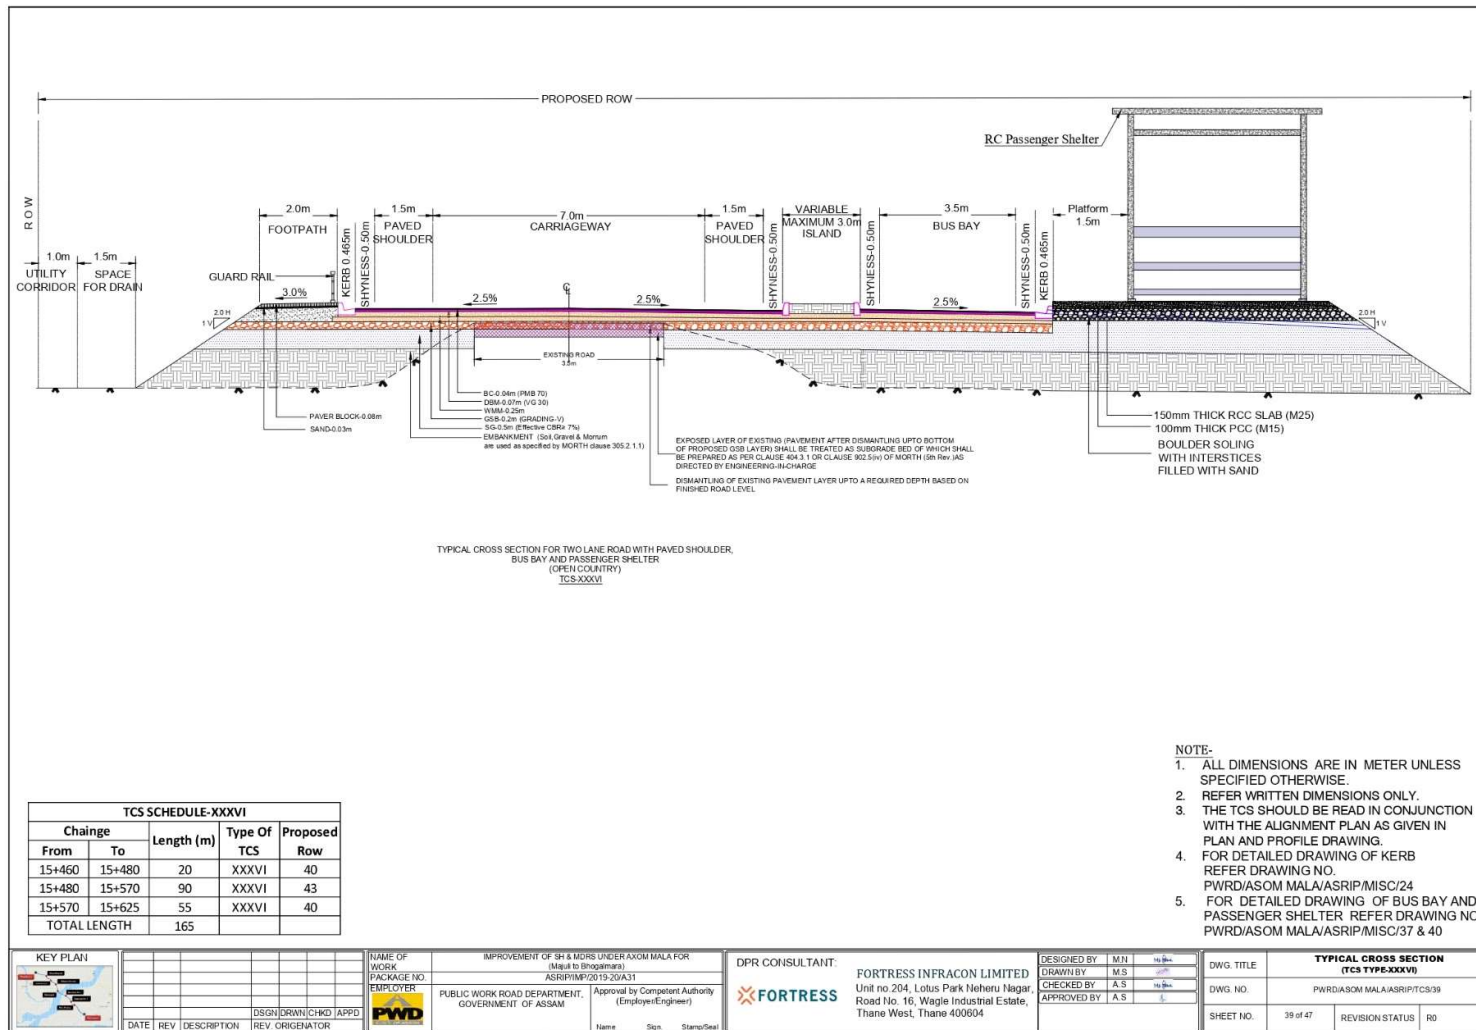 PROPOSED ROW
RC Passenger Shelter
ROW
2.0m
FOOTPATH
KERB 0.465m
SHYNESS-0.50m
1.5m
PAVED
SHOULDER
7.0m
CARRIAGEWAY
1.5m
PAVED
SHOULDER
SHYNESS-0.50m
VARIABLE
MAXIMUM 3.0m
ISLAND
SHYNESS-0.50m
3.5m
BUS BAY
SHYNESS-0.50m
KERB 0.465m
Platform
1.5m
1.0m
UTILITY
CORRIDOR
1.5m
SPACE
FOR DRAIN
GUARD RAIL
3.0%
2.5%
2.5%
2.5%
2.0 H
1 V
2.0 H
1 V
EXISTING ROAD
3.5m
PAVER BLOCK-0.08m
SAND-0.03m
BC-0.04m (PMB 70)
DBM-0.07m (VG 30)
WMM-0.25m
GSB-0.2m (GRADING-V)
SG-0.5m (Effective CBR≥ 7%)
EMBANKMENT (Soil,Gravel & Morrum
are used as specified by MORTH clause 305.2.1.1)
EXPOSED LAYER OF EXISTING (PAVEMENT AFTER DISMANTLING UPTO BOTTOM
OF PROPOSED GSB LAYER) SHALL BE TREATED AS SUBGRADE BED OF WHICH SHALL
BE PREPARED AS PER CLAUSE 404.3.1 OR CLAUSE 902.5(iv) OF MORTH (5th Rev.)AS
DIRECTED BY ENGINEERING-IN-CHARGE
DISMANTLING OF EXISTING PAVEMENT LAYER UPTO A REQUIRED DEPTH BASED ON
FINISHED ROAD LEVEL
150mm THICK RCC SLAB (M25)
100mm THICK PCC (M15)
BOULDER SOLING
WITH INTERSTICES
FILLED WITH SAND
TYPICAL CROSS SECTION FOR TWO LANE ROAD WITH PAVED SHOULDER,
BUS BAY AND PASSENGER SHELTER
(OPEN COUNTRY)
TCS-XXXVI
NOTE-
1. ALL DIMENSIONS ARE IN METER UNLESS
SPECIFIED OTHERWISE.
2. REFER WRITTEN DIMENSIONS ONLY.
3. THE TCS SHOULD BE READ IN CONJUNCTION
WITH THE ALIGNMENT PLAN AS GIVEN IN
PLAN AND PROFILE DRAWING.
4. FOR DETAILED DRAWING OF KERB
REFER DRAWING NO.
PWRD/ASOM MALA/ASRIP/MISC/24
5. FOR DETAILED DRAWING OF BUS BAY AND
PASSENGER SHELTER REFER DRAWING NO
PWRD/ASOM MALA/ASRIP/MISC/37 & 40
TCS SCHEDULE-XXXVI
Chainge Length (m) Type Of TCS Proposed Row
From To
15+460 15+480 20 XXXVI 40
15+480 15+570 90 XXXVI 43
15+570 15+625 55 XXXVI 40
TOTAL LENGTH 165
KEY PLAN
DSGN DRWN CHKD APPD
DATE REV DESCRIPTION REV. ORIGENATOR
NAME OF
WORK
IMPROVEMENT OF SH & MDRS UNDER AXOM MALA FOR
(Majuli to Bhogaimara)
PACKAGE NO. ASRIP/IMP/2019-20/A31
EMPLOYER
PWD
PUBLIC WORK ROAD DEPARTMENT,
GOVERNMENT OF ASSAM
Approval by Competent Authority
(Employer/Engineer)
Name Sign Stamp/Seal
DPR CONSULTANT:
FORTRESS
FORTRESS INFRACON LIMITED
Unit no.204, Lotus Park Neheru Nagar,
Road No. 16, Wagle Industrial Estate,
Thane West, Thane 400604
DESIGNED BY M.N
DRAWN BY M.S
CHECKED BY A.S
APPROVED BY A.S
DWG. TITLE TYPICAL CROSS SECTION
(TCS TYPE-XXXVI)
DWG. NO. PWRD/ASOM MALA/ASRIP/TCS/39
SHEET NO. 39 of 47 REVISION STATUS R0